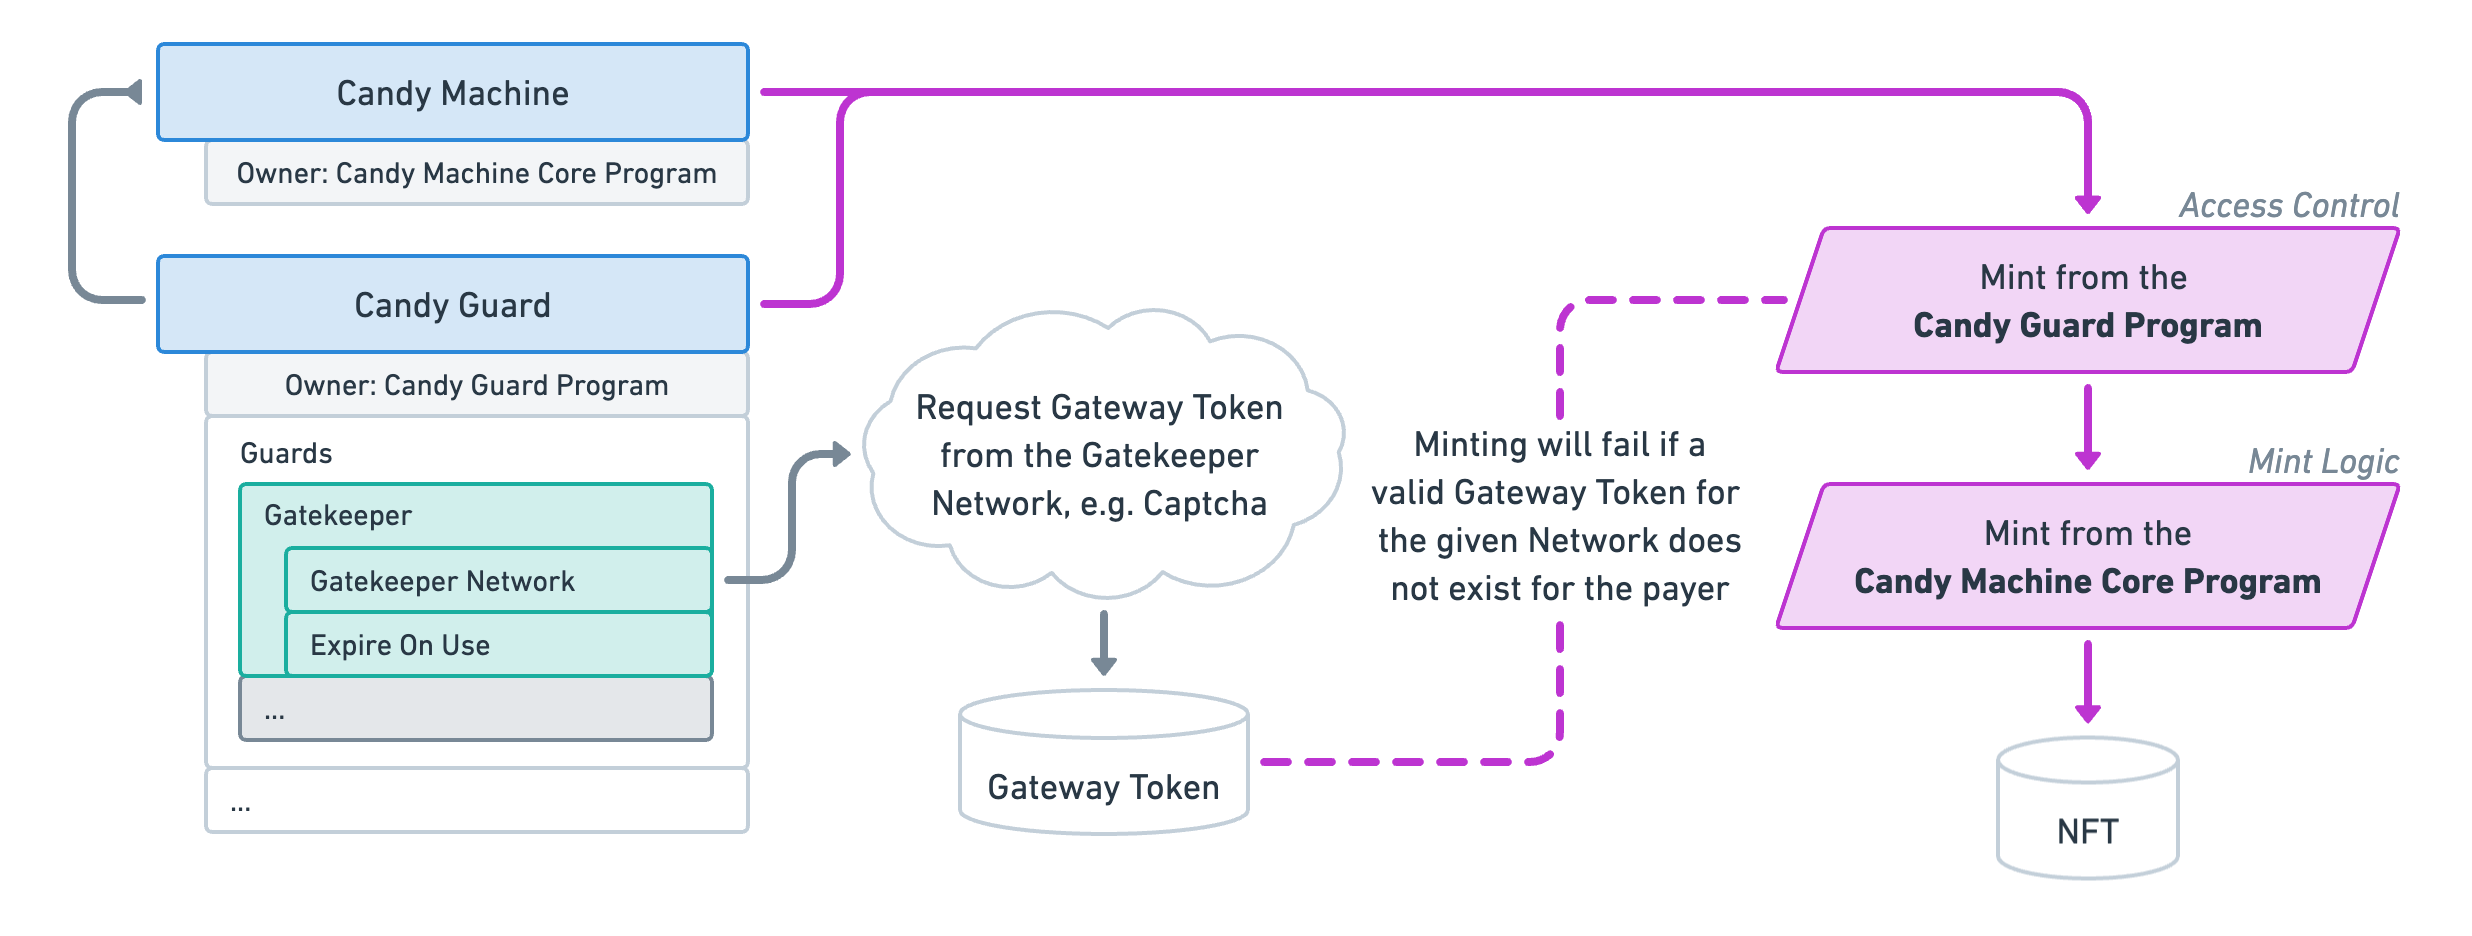 Candy Machine
Owner: Candy Machine Core Program
Candy Guard
Owner: Candy Guard Program
Guards
Gatekeeper
Gatekeeper Network
Expire On Use
...
...
Request Gateway Token
from the Gatekeeper
Network, e.g. Captcha
Gateway Token
Minting will fail if a
valid Gateway Token for
the given Network does
not exist for the payer
Access Control
Mint from the
Candy Guard Program
Mint Logic
Mint from the
Candy Machine Core Program
NFT